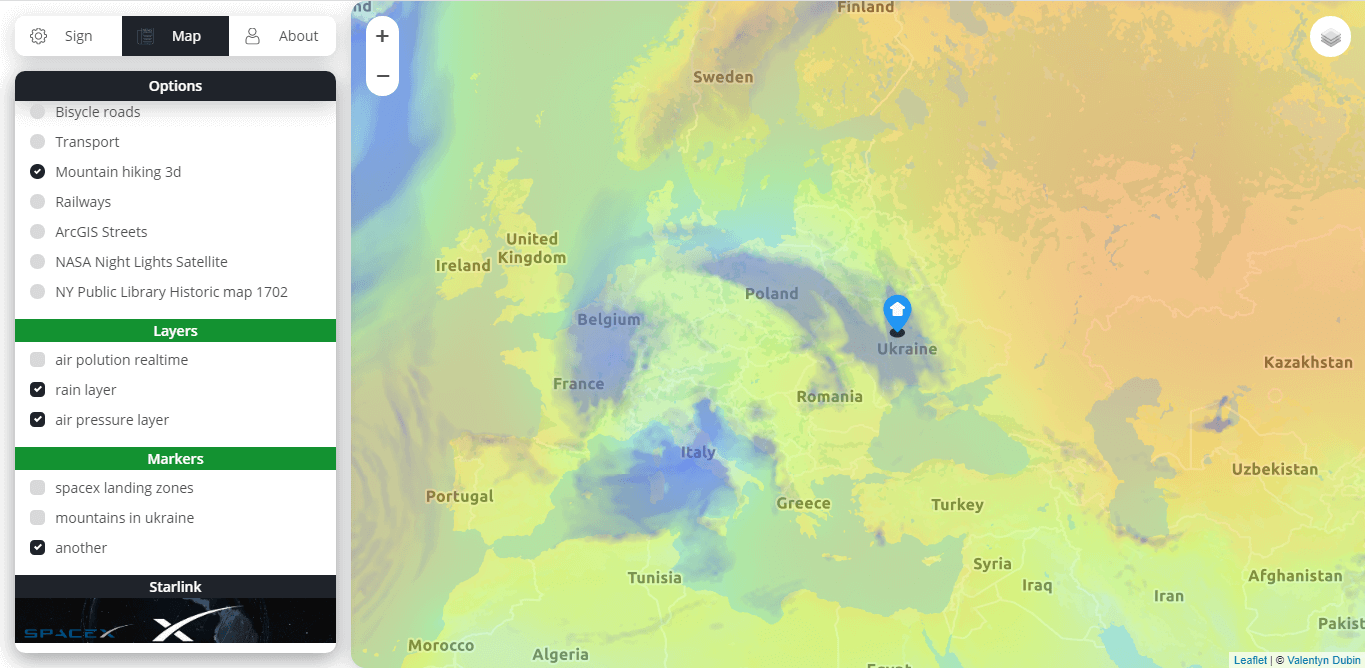 Sign
Map
About
Options
Bisycle roads
Transport
Mountain hiking 3d
Railways
ArcGIS Streets
NASA Night Lights Satellite
NY Public Library Historic map 1702
Layers
air polution realtime
rain layer
air pressure layer
Markers
spacex landing zones
mountains in ukraine
another
Starlink
SPACEX
+
−
nd
Finland
Sweden
United
Kingdom
Ireland
Poland
Belgium
Ukraine
Kazakhstan
France
Romania
Italy
Uzbekistan
Portugal
Greece
Turkey
Syria
Tunisia
Iraq
Afghanistan
Iran
Pakist
Morocco
Algeria
Egypt
Leaflet | © Valentyn Dubin